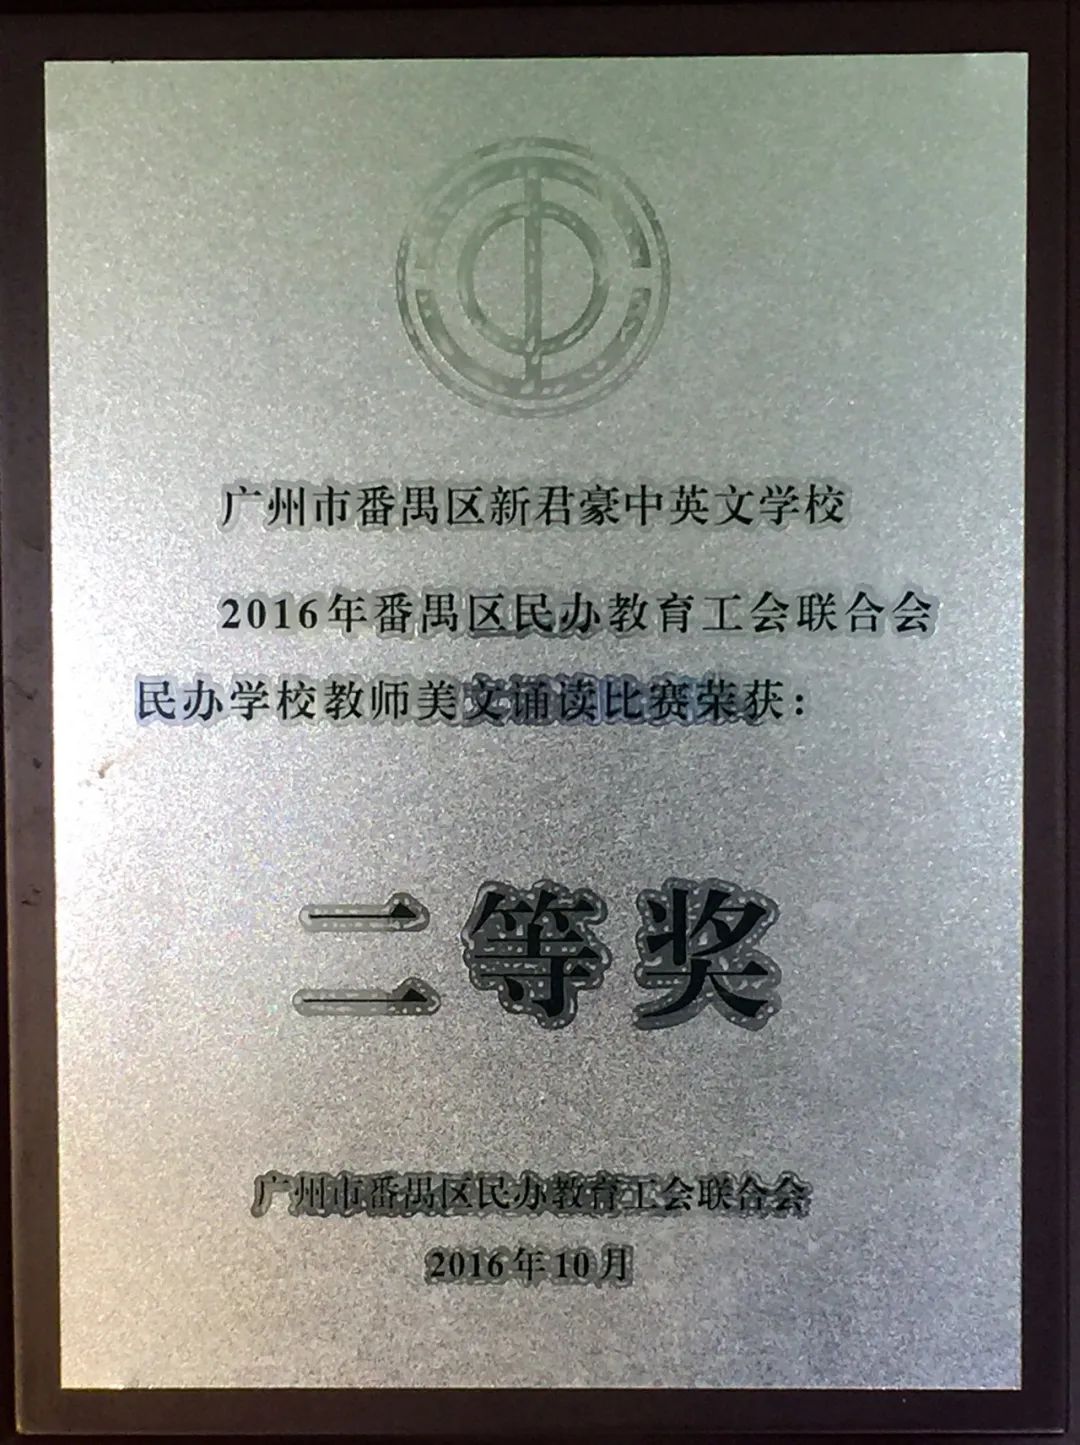 广州市番禺区新君豪中英文学校
2016年番禺区民办教育工会联合会
民办学校教师美文诵读比赛荣获：
二等奖
广州市番禺区民办教育工会联合会
2016年10月